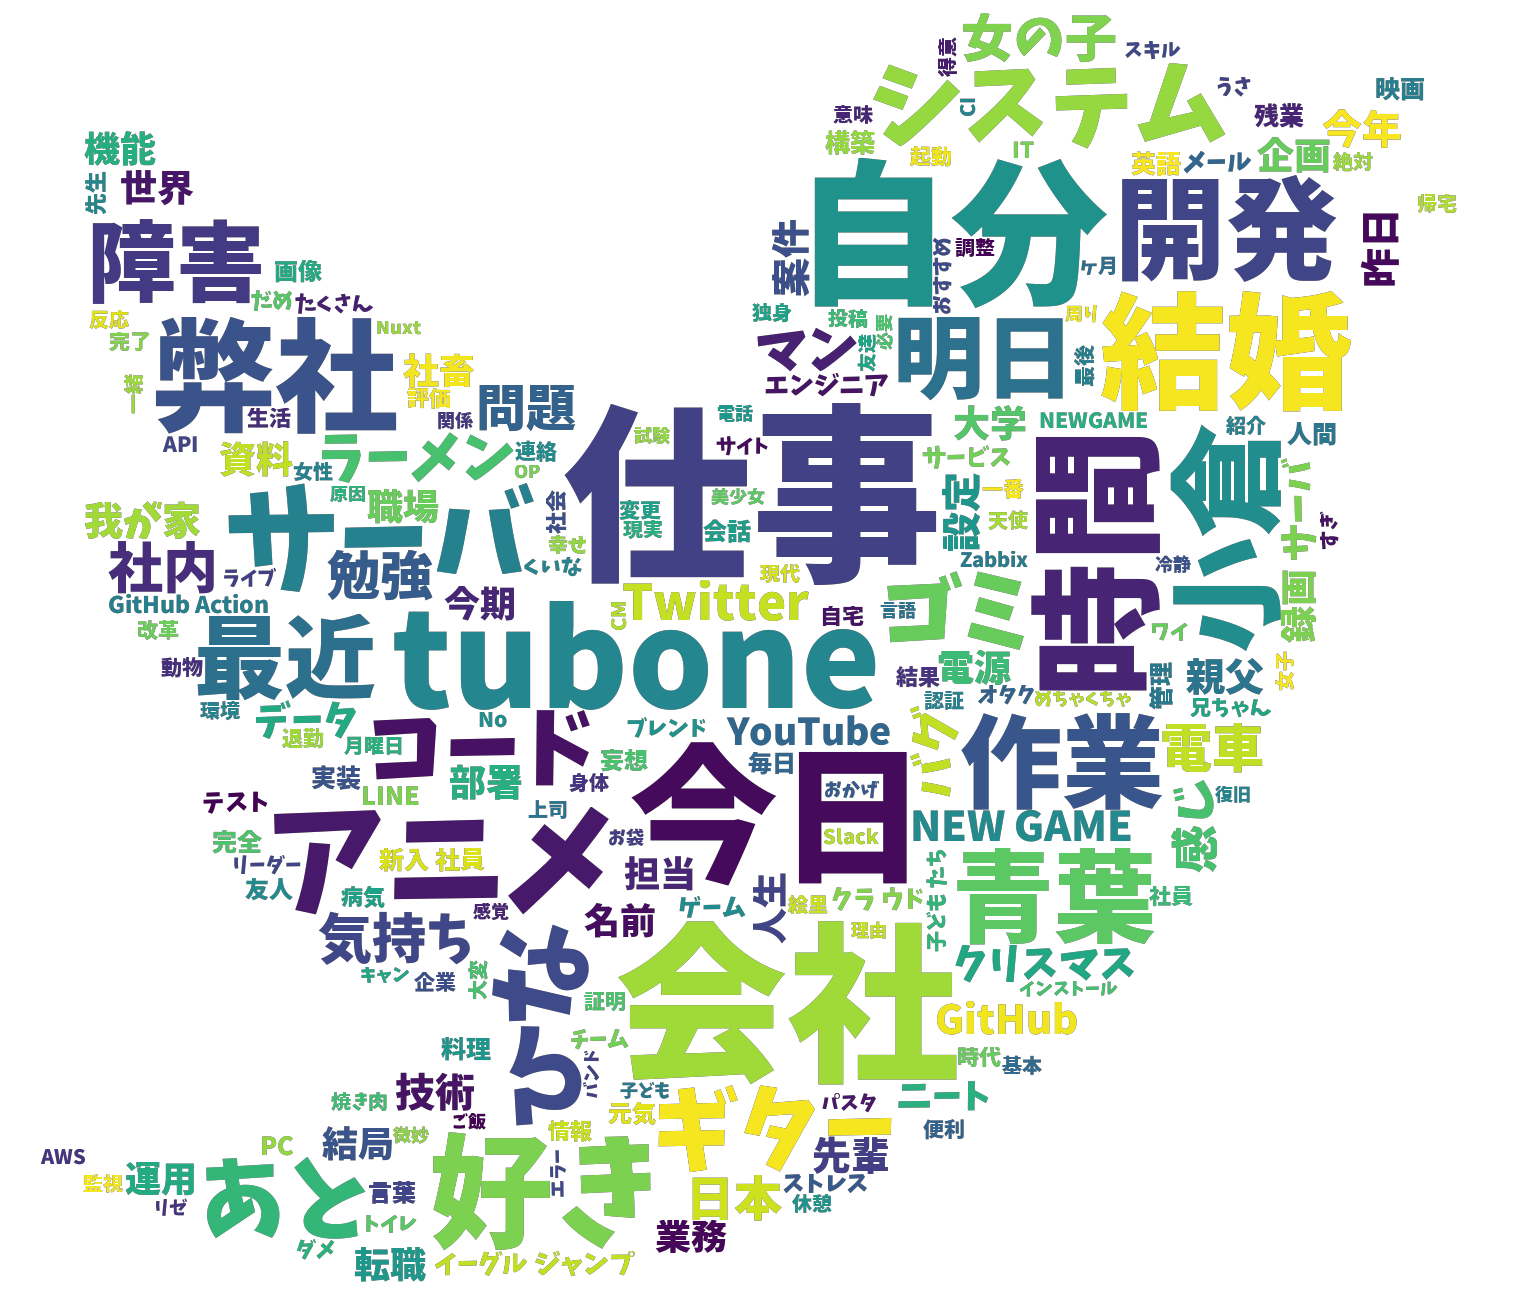 女の子
得意
スキル
システム
CI
うさ
映画
意味
残業
今年
構築
起動
IT
英語
メール
企画
絶対
機能
先生
世界
自分
開発
帰宅
昨日
障害
画像
案件
おすすめ
調整
ヶ月
だめ
たくさん
反応
完了
弊社
Nuxt
独身
投稿
必要
友達
周り
明日
結婚
マン
エンジニア
最後
一緒
社畜
評価
生活
関係
問題
API
資料
女性
ラーメン
連絡
OP
試験
電話
サイト
仕事
大学
NEWGAME
紹介
人間
サービス
時間
小倉
サーバ
原因
職場
社会
変更
現実
美少女
会話
設定
一番
天使
録画サーバ
すぎ
我が家
社内
ライブ
勉強
幸せ
くいな
現代
Zabbix
冷静
GitHub Action
改革
今期
CM
Twitter
自宅
言語
ゴミ
ワイ
動物
最近
tubone
結果
電源
認証
オタク
めちゃくちゃ
管理
親父
女子
兄ちゃん
環境
データ
退勤
月曜日
コード
No
ブレンド
YouTube
バグ
作業
電車
実装
LINE
部署
身体
妄想
毎日
今日
おかげ
Slack
NEW GAME
感じ
復旧
テスト
完全
リーダー
友人
アニメ
新入 社員
上司
お袋
担当
病気
感覚
気持ち
名前
ゲーム
人生
絵里
クラウド
理由
子どもたち
青葉
社員
キャン
企業
大変
なら
会社
クリスマス
インストール
証明
GitHub
チーム
時代
基本
料理
バンド
子ども
技術
焼き肉
ご飯
元気
ギター
パスタ
ニート
便利
結局
微妙
情報
先輩
AWS
PC
監視
運用
リゼ
あと
言葉
好き
エラー
日本
ストレス
休憩
トイレ
ダメ
転職
イーグル ジャンプ
業務